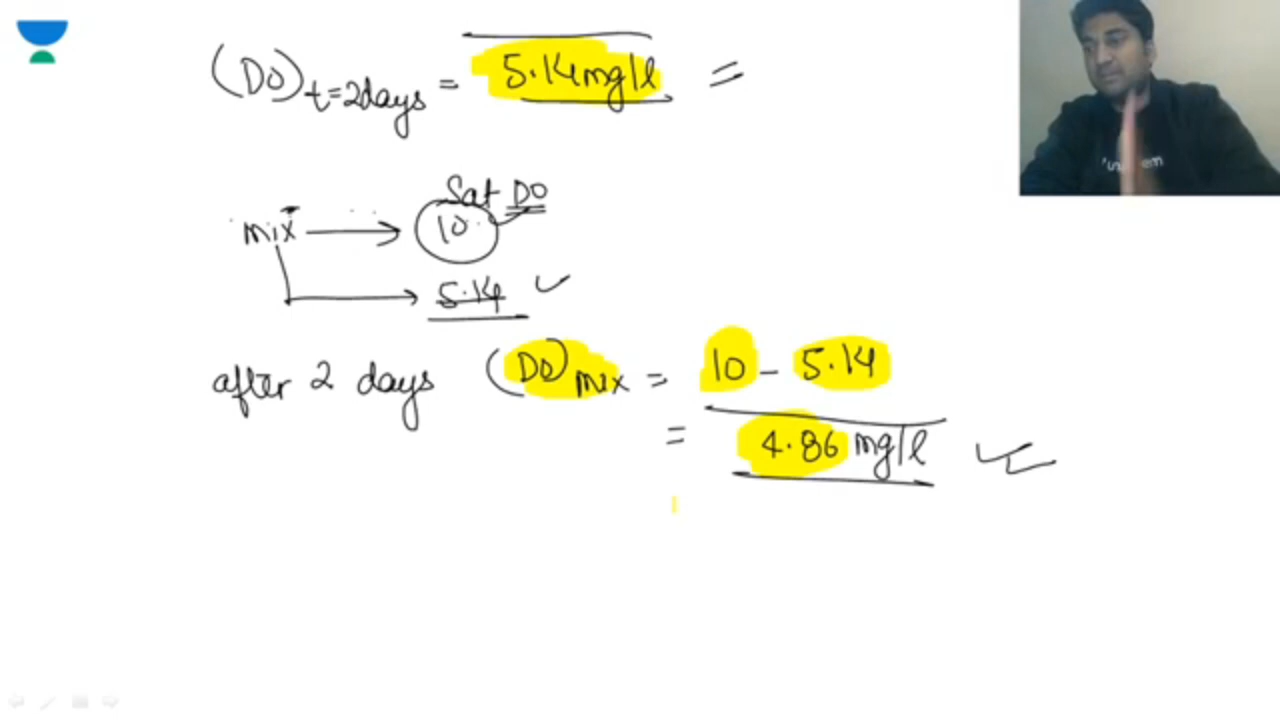 (DO)t=2days = 5.14mg/l =
Sat DO
mix → 10
→ 5.14 ✓
after 2 days (DO)mix = 10 - 5.14
= 4.86 mg/l ✓